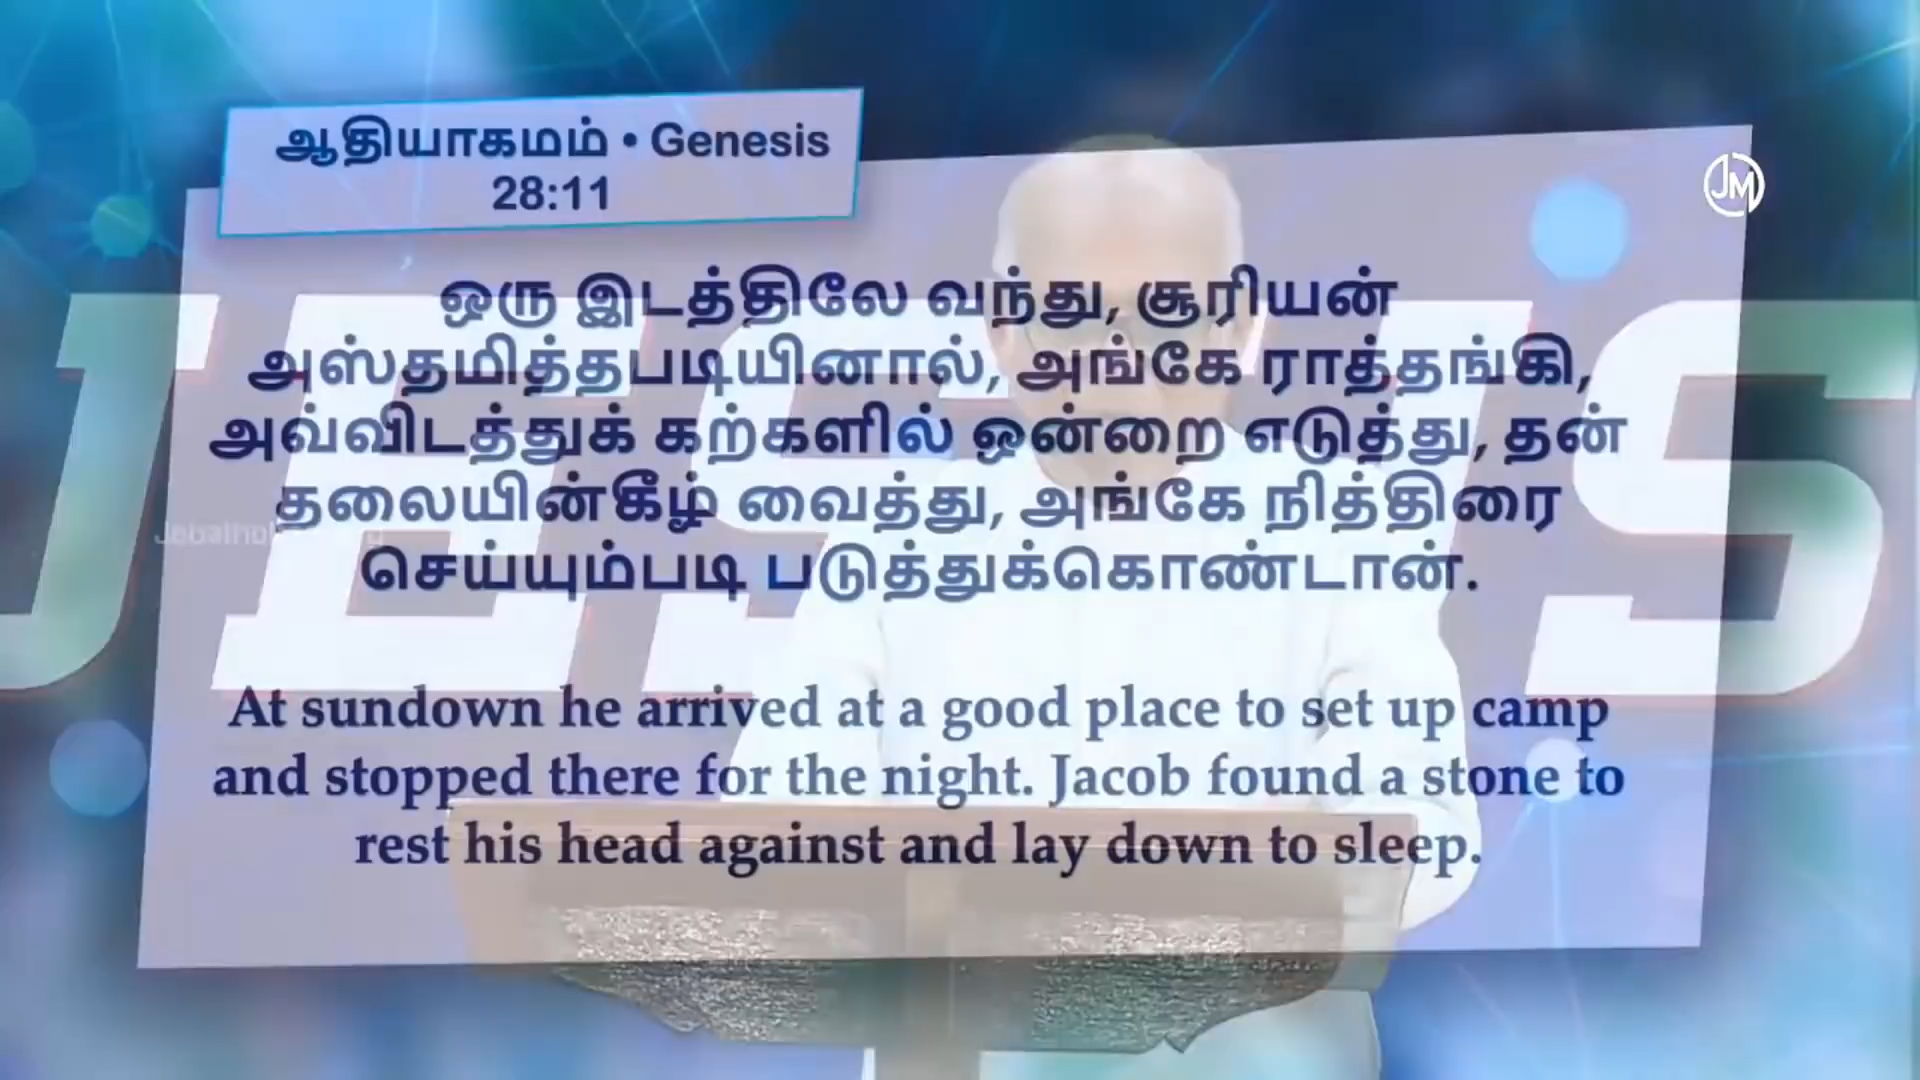 ஆதியாகமம் • Genesis
28:11
JM
ஒரு இடத்திலே வந்து, சூரியன்
அஸ்தமித்தபடியினால், அங்கே ராத்தங்கி,
அவ்விடத்துக் கற்களில் ஒன்றை எடுத்து, தன்
தலையின்கீழ் வைத்து, அங்கே நித்திரை
செய்யும்படி படுத்துக்கொண்டான்.
At sundown he arrived at a good place to set up camp
and stopped there for the night. Jacob found a stone to
rest his head against and lay down to sleep.